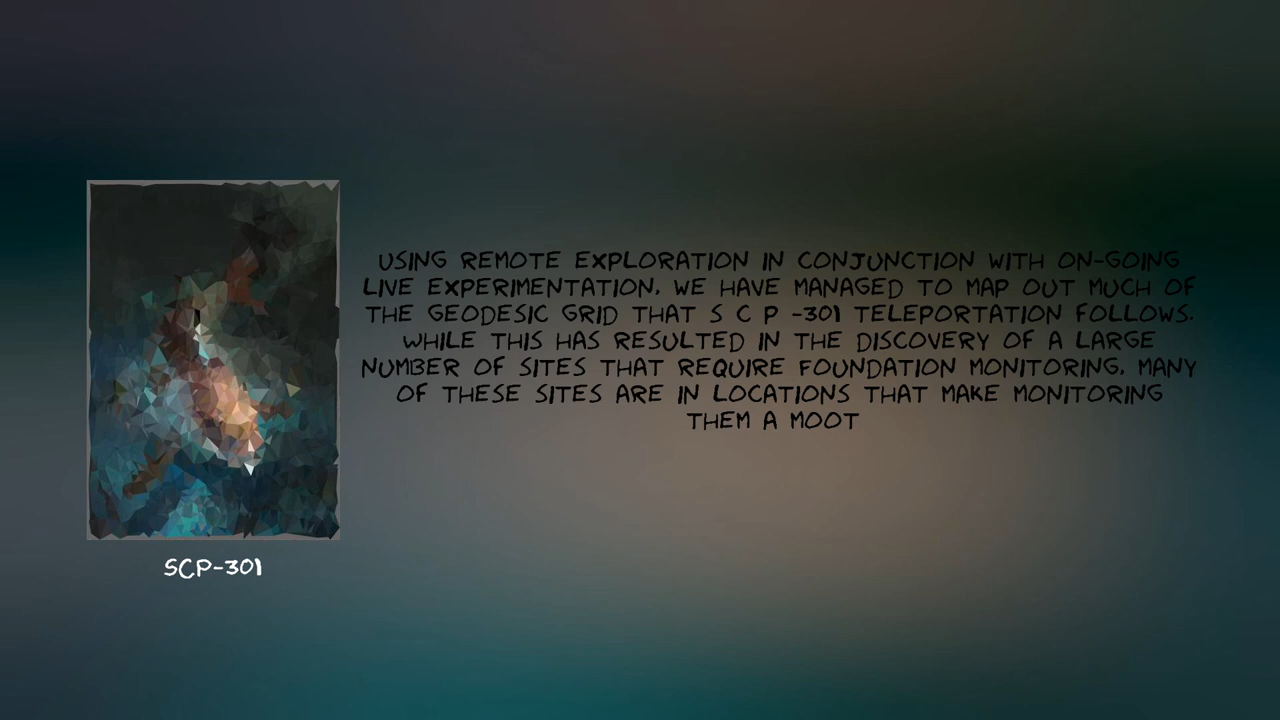 USING REMOTE EXPLORATION IN CONJUNCTION WITH ON-GOING
LIVE EXPERIMENTATION, WE HAVE MANAGED TO MAP OUT MUCH OF
THE GEODESIC GRID THAT S C P -301 TELEPORTATION FOLLOWS.
WHILE THIS HAS RESULTED IN THE DISCOVERY OF A LARGE
NUMBER OF SITES THAT REQUIRE FOUNDATION MONITORING, MANY
OF THESE SITES ARE IN LOCATIONS THAT MAKE MONITORING
THEM A MOOT
SCP-301